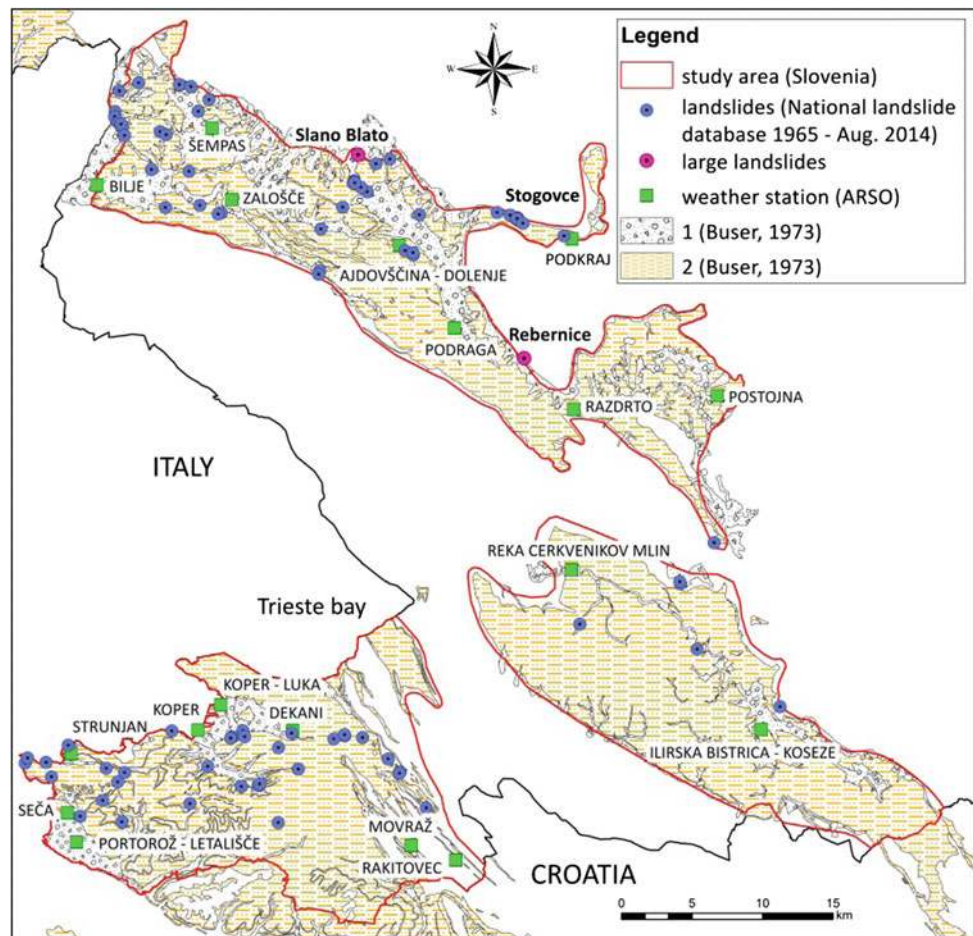 N
W
E
S
Legend
study area (Slovenia)
landslides (National landslide
database 1965 - Aug. 2014)
large landslides
weather station (ARSO)
1 (Buser, 1973)
2 (Buser, 1973)
Slano Blato
ŠEMPAS
Stogovce
BILJE
ZALOŠČE
PODKRAJ
AJDOVŠČINA - DOLENJE
PODRAGA
Rebernice
POSTOJNA
RAZDRTO
ITALY
REKA CERKVENIKOV MLIN
Trieste bay
KOPER - LUKA
KOPER
DEKANI
STRUNJAN
ILIRSKA BISTRICA - KOSEZE
SEČA
MOVRAŽ
PORTOROŽ - LETALIŠČE
RAKITOVEC
CROATIA
0 5 10 15
km